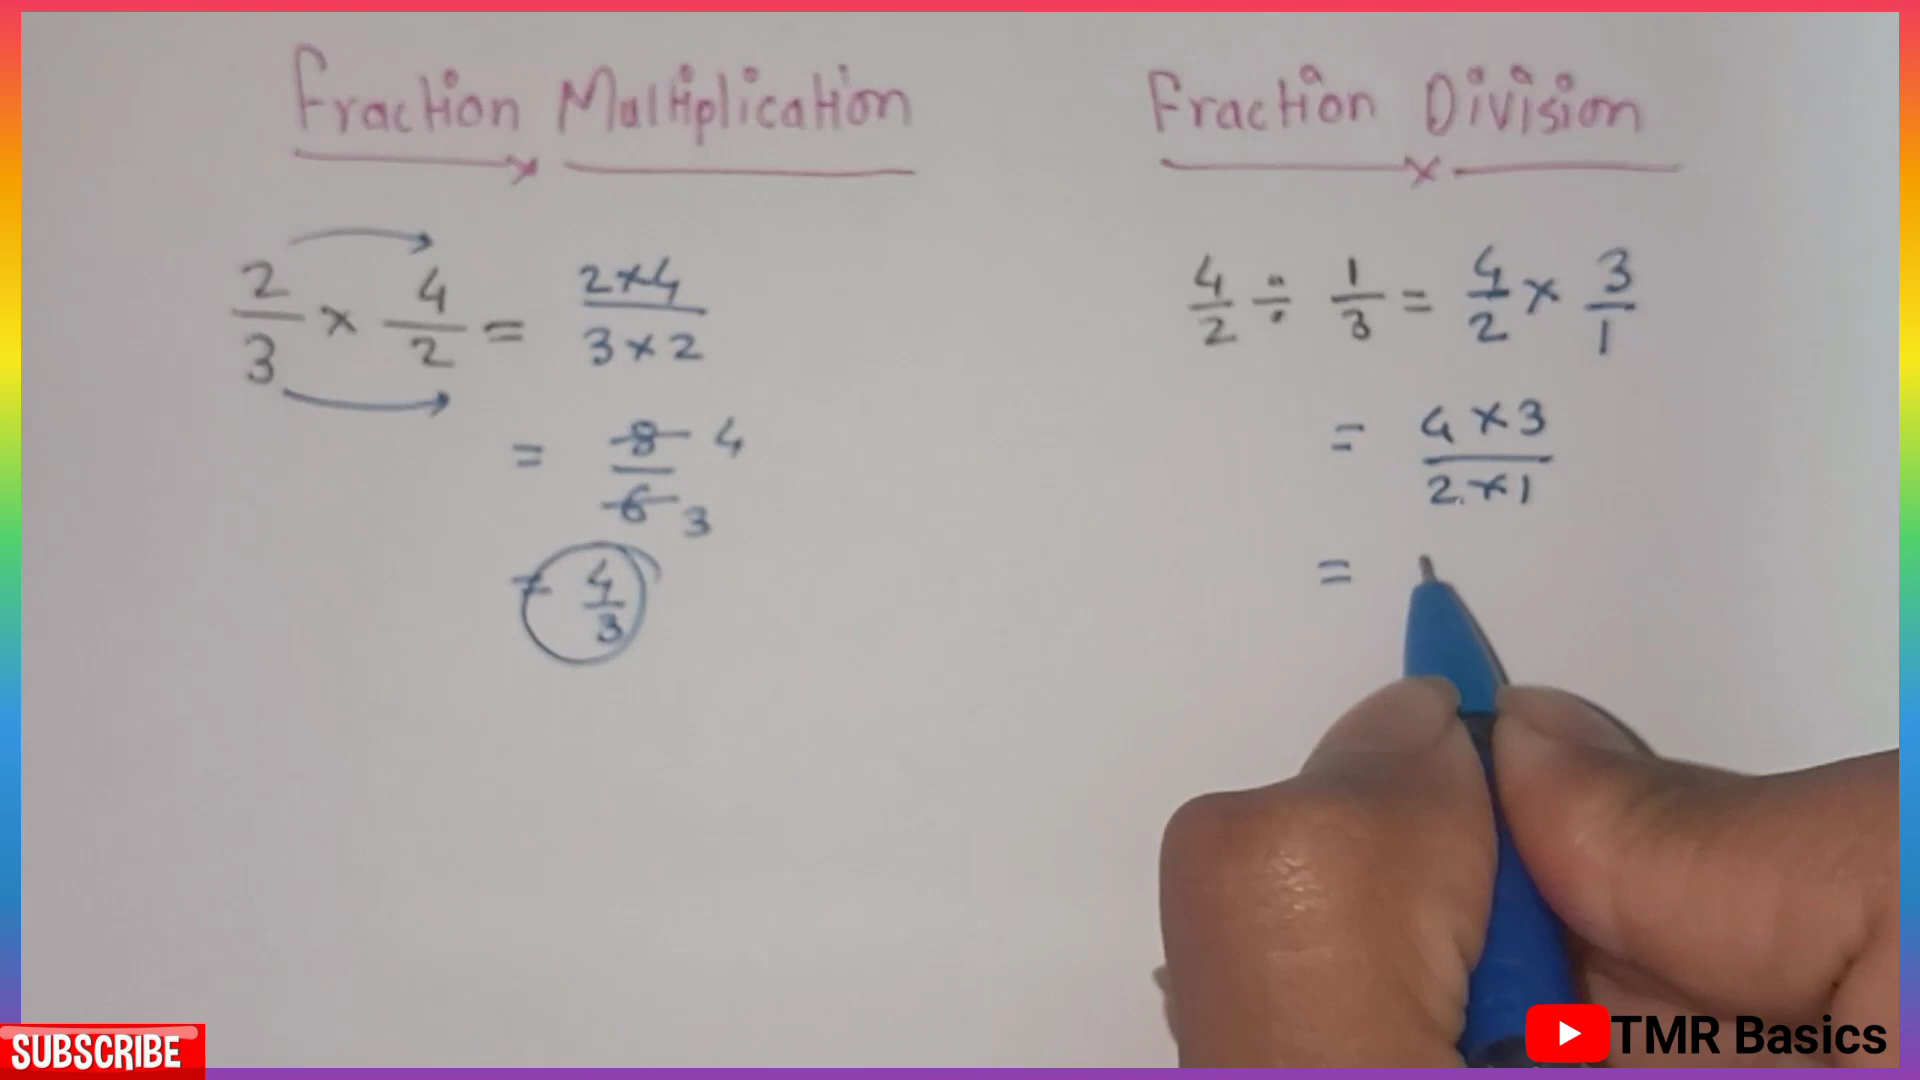 Fraction Multiplication
2/3 × 4/2 = 2×4/3×2
= 8/6 4 3
= 4/3
Fraction Division
4/2 ÷ 1/3 = 4/2 × 3/1
= 4×3/2×1
=
SUBSCRIBE
TMR Basics